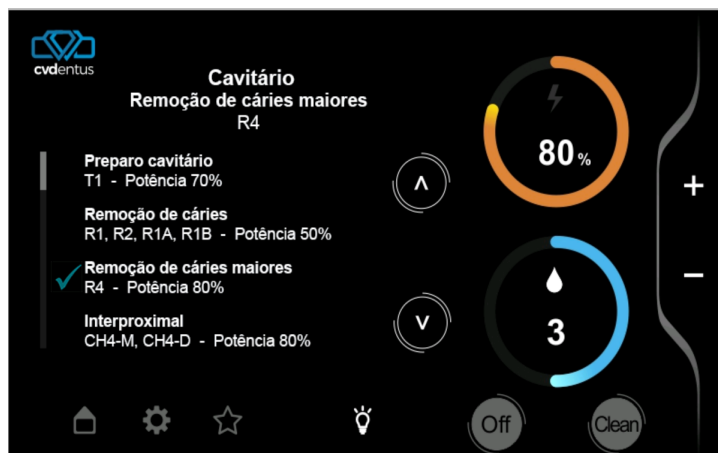 cvdentus
Cavitário
Remoção de cáries maiores
R4
Preparo cavitário
T1 - Potência 70%
Remoção de cáries
R1, R2, R1A, R1B - Potência 50%
Remoção de cáries maiores
R4 - Potência 80%
Interproximal
CH4-M, CH4-D - Potência 80%
80%
3
+
−
Off
Clean